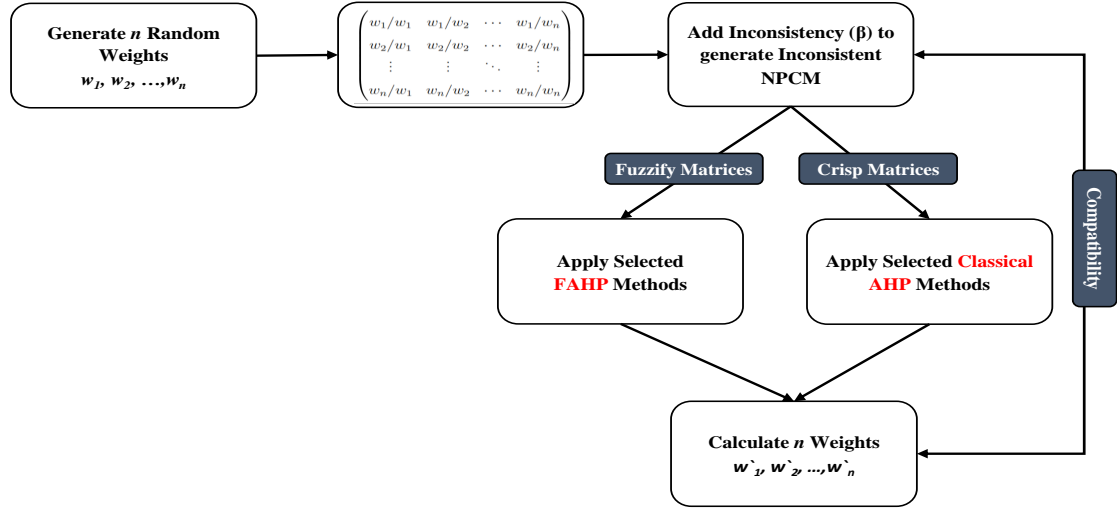 Generate n Random
Weights
w1, w2, ...,wn
w1/w1 w1/w2 ⋯ w1/wn
w2/w1 w2/w2 ⋯ w2/wn
⋮ ⋮ ⋱ ⋮
wn/w1 wn/w2 ⋯ wn/wn
Add Inconsistency (β) to
generate Inconsistent
NPCM
Fuzzify Matrices
Crisp Matrices
Compatibility
Apply Selected
FAHP Methods
Apply Selected Classical
AHP Methods
Calculate n Weights
w`1, w`2, ...,w`n